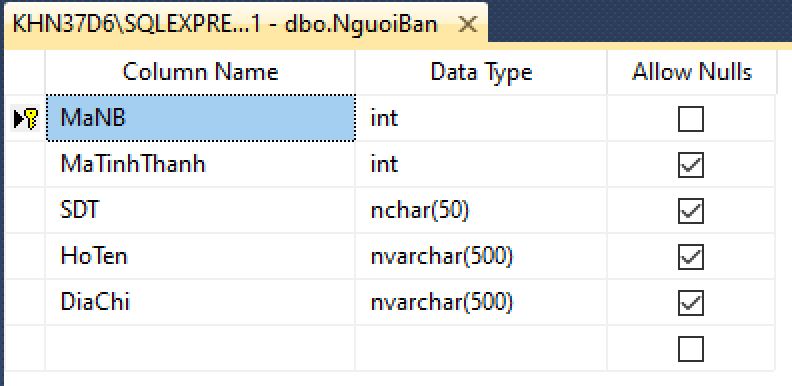 KHN37D6\SQLEXPRE...1 - dbo.NguoiBan
Column Name Data Type Allow Nulls
MaNB int
MaTinhThanh int
SDT nchar(50)
HoTen nvarchar(500)
DiaChi nvarchar(500)